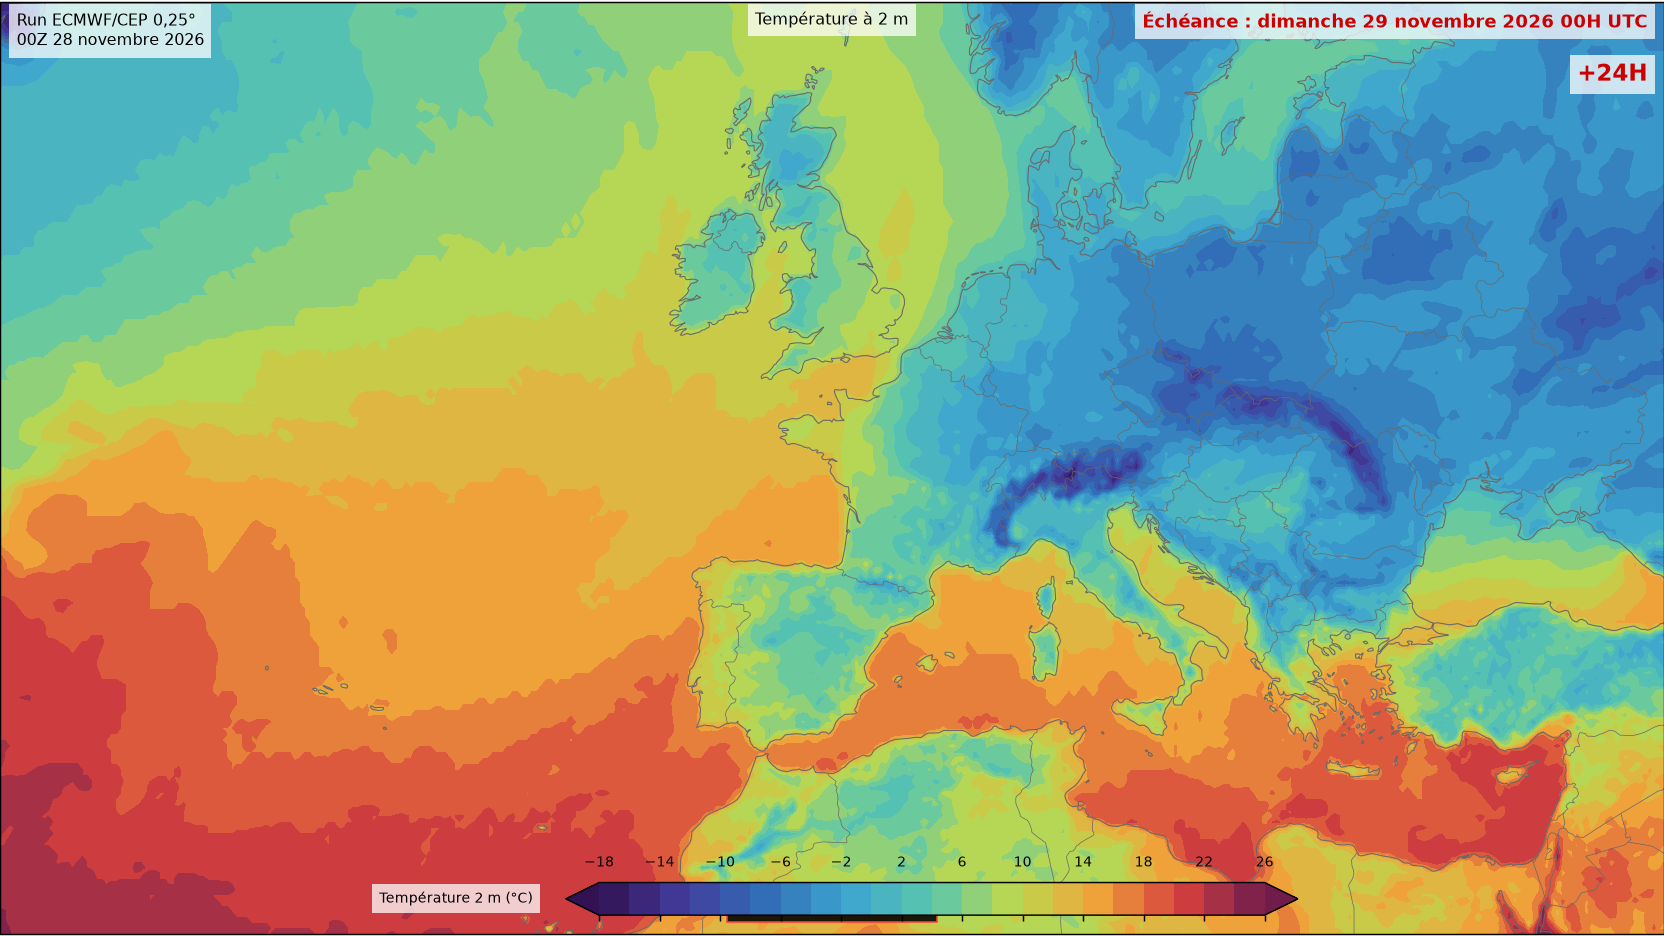 Run ECMWF/CEP 0,25°
00Z 28 novembre 2026
Température à 2 m
Échéance : dimanche 29 novembre 2026 00H UTC
+24H
−18 −14 −10 −6 −2 2 6 10 14 18 22 26
Température 2 m (°C)